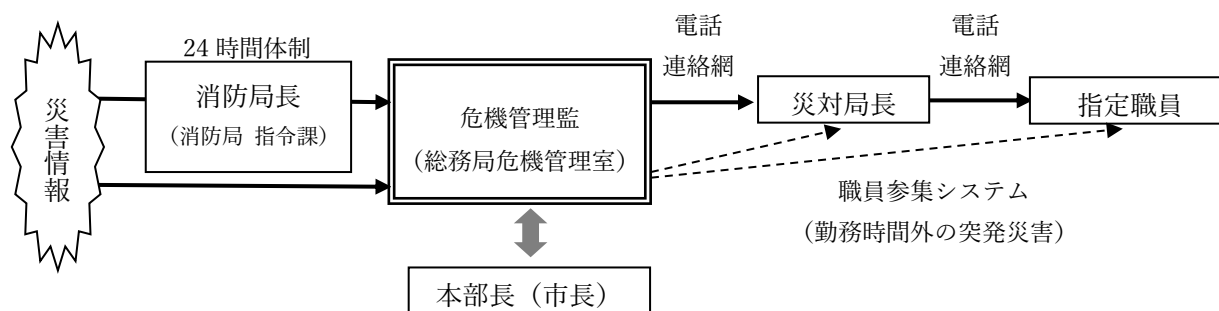 災害情報
24 時間体制
消防局長
（消防局 指令課）
危機管理監
（総務局危機管理室）
電話
連絡網
災対局長
電話
連絡網
指定職員
職員参集システム
（勤務時間外の突発災害）
本部長（市長）